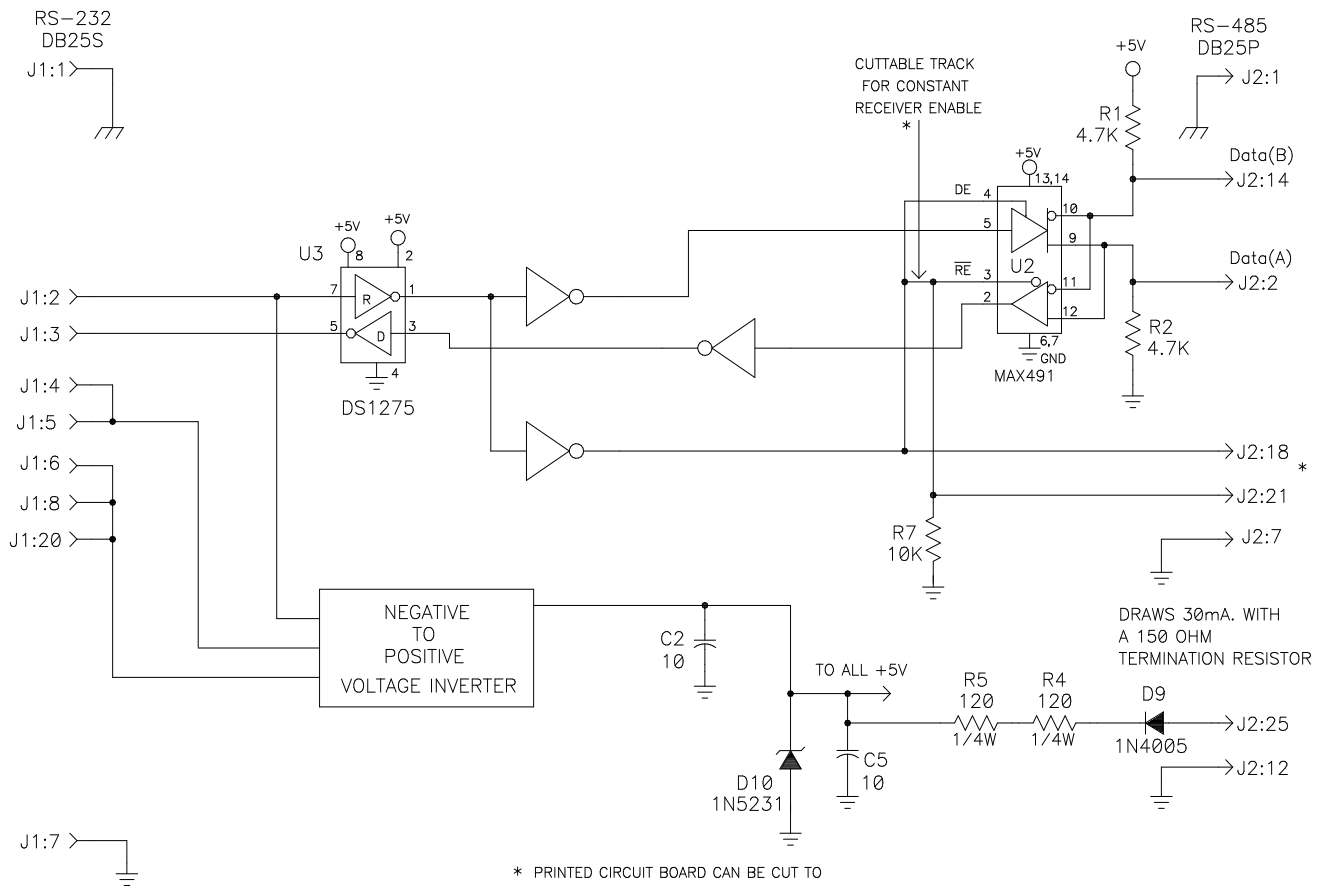 RS-232
DB25S
J1:1
RS-485
DB25P
J2:1
+5V
CUTTABLE TRACK
FOR CONSTANT
RECEIVER ENABLE
*
R1
4.7K
Data(B)
J2:14
+5V
13,14
DE
4
10
5
9
U2
RE
3
11
2
12
6,7
GND
MAX491
Data(A)
J2:2
R2
4.7K
U3
+5V
8
+5V
2
7
R
1
5
D
3
4
DS1275
J1:2
J1:3
J1:4
J1:5
J1:6
J1:8
J1:20
J2:18
*
J2:21
R7
10K
J2:7
NEGATIVE
TO
POSITIVE
VOLTAGE INVERTER
C2
10
DRAWS 30mA. WITH
A 150 OHM
TERMINATION RESISTOR
TO ALL +5V
R5
120
1/4W
R4
120
1/4W
D9
1N4005
J2:25
D10
1N5231
C5
10
J2:12
J1:7
* PRINTED CIRCUIT BOARD CAN BE CUT TO